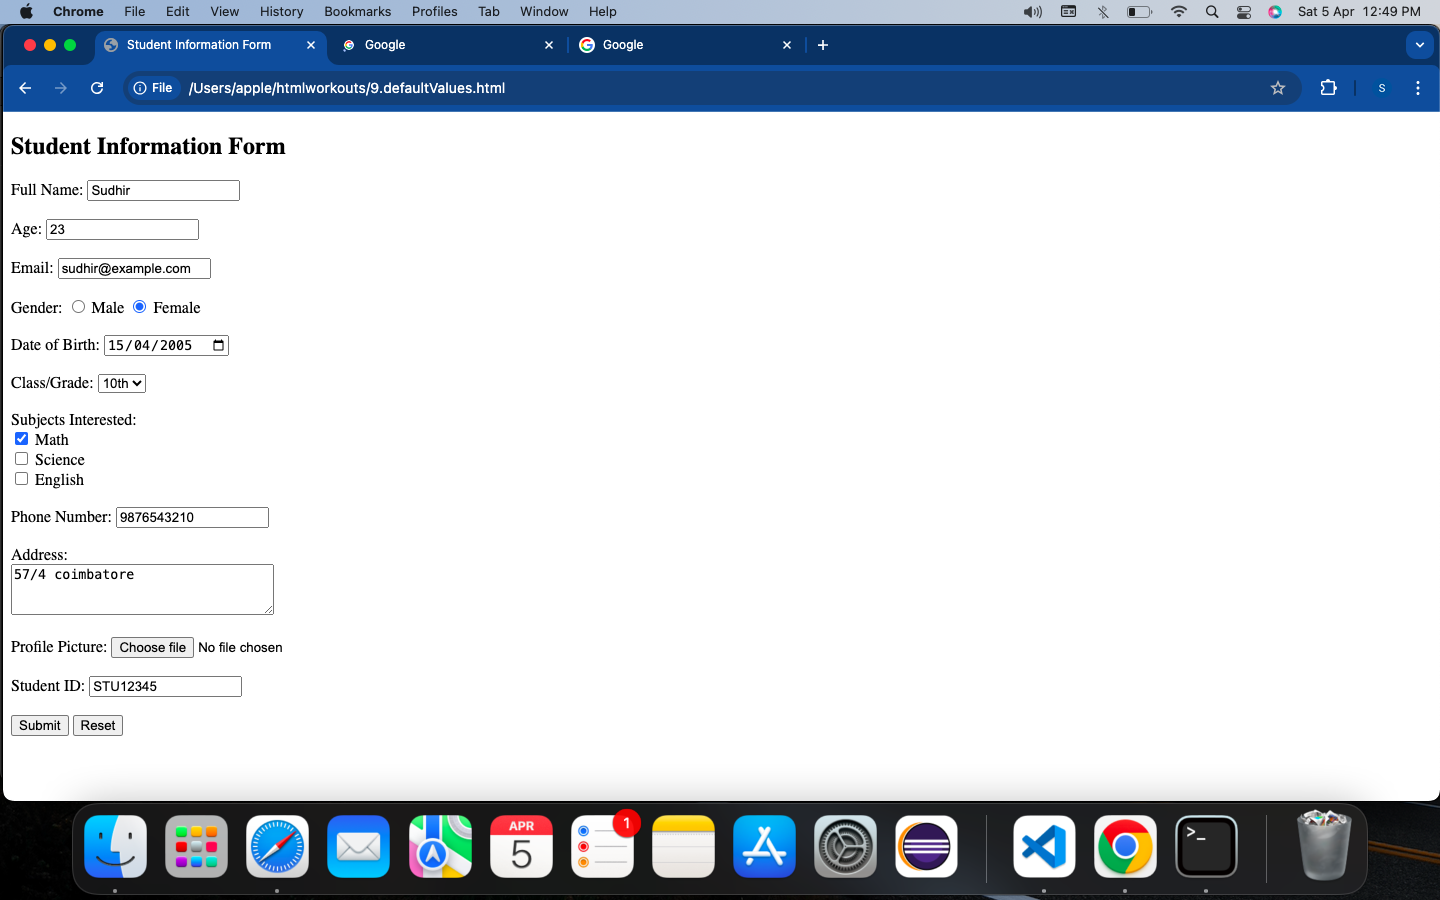 Chrome File Edit View History Bookmarks Profiles Tab Window Help Sat 5 Apr 12:49 PM
Student Information Form Google Google
File /Users/apple/htmlworkouts/9.defaultValues.html S
Student Information Form
Full Name: Sudhir
Age: 23
Email: sudhir@example.com
Gender: Male Female
Date of Birth: 15/04/2005
Class/Grade: 10th
Subjects Interested:
Math
Science
English
Phone Number: 9876543210
Address:
57/4 coimbatore
Profile Picture: Choose file No file chosen
Student ID: STU12345
Submit Reset
APR
5
1
>_